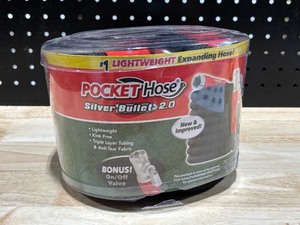 #1 LIGHTWEIGHT Expanding Hose!
POCKET Hose
Silver Bullet 2.0
• Lightweight
• Kink Free
• Triple Layer Tubing
& Anti Tear Fabric
New &
Improved!
BONUS!
On/Off
Valve